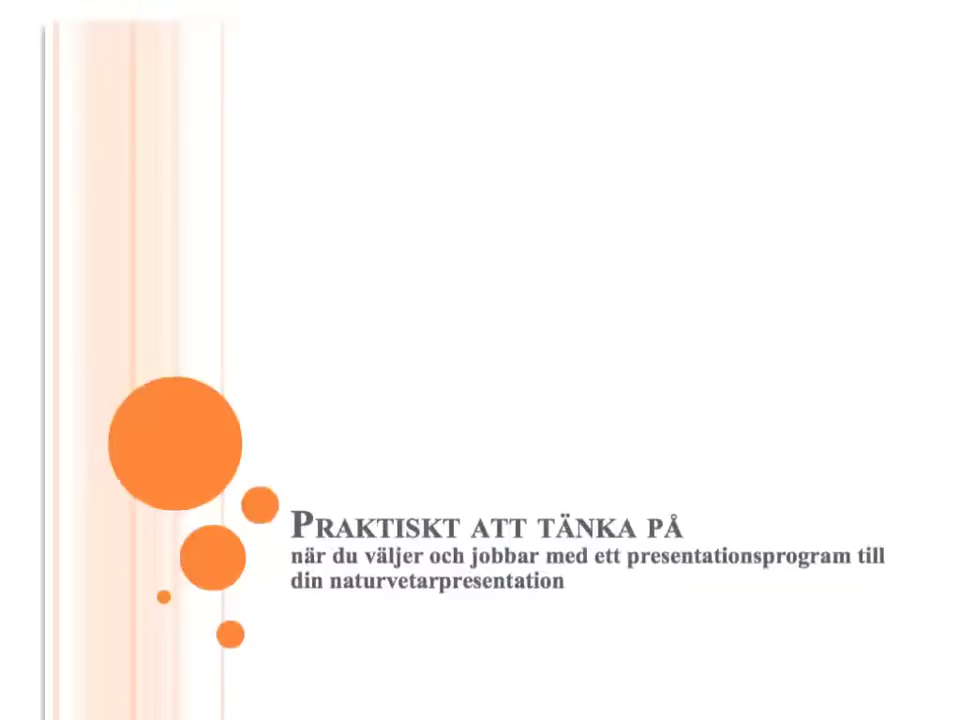 PRAKTISKT ATT TÄNKA PÅ
när du väljer och jobbar med ett presentationsprogram till
din naturvetarpresentation